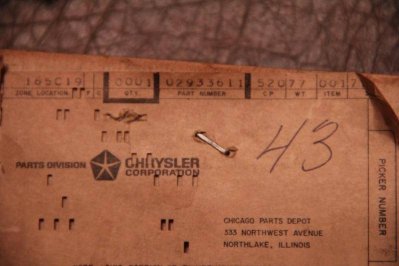 165C19 0001 02933611 52077 0017
ZONE LOCATION QTY. PART NUMBER C P WT. ITEM
43
PARTS DIVISION CHRYSLER
CORPORATION
PICKER NUMBER
CHICAGO PARTS DEPOT
333 NORTHWEST AVENUE
NORTHLAKE, ILLINOIS